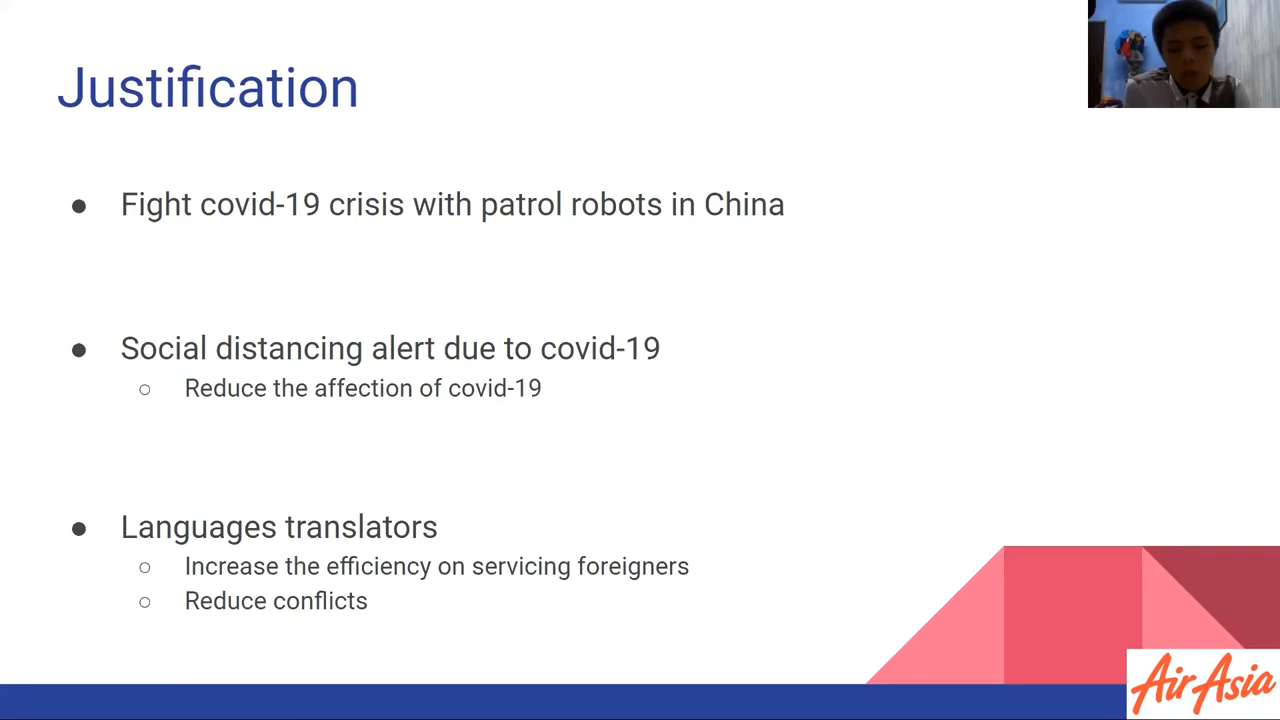 Justification
Fight covid-19 crisis with patrol robots in China
Social distancing alert due to covid-19
Reduce the affection of covid-19
Languages translators
Increase the efficiency on servicing foreigners
Reduce conflicts
AirAsia